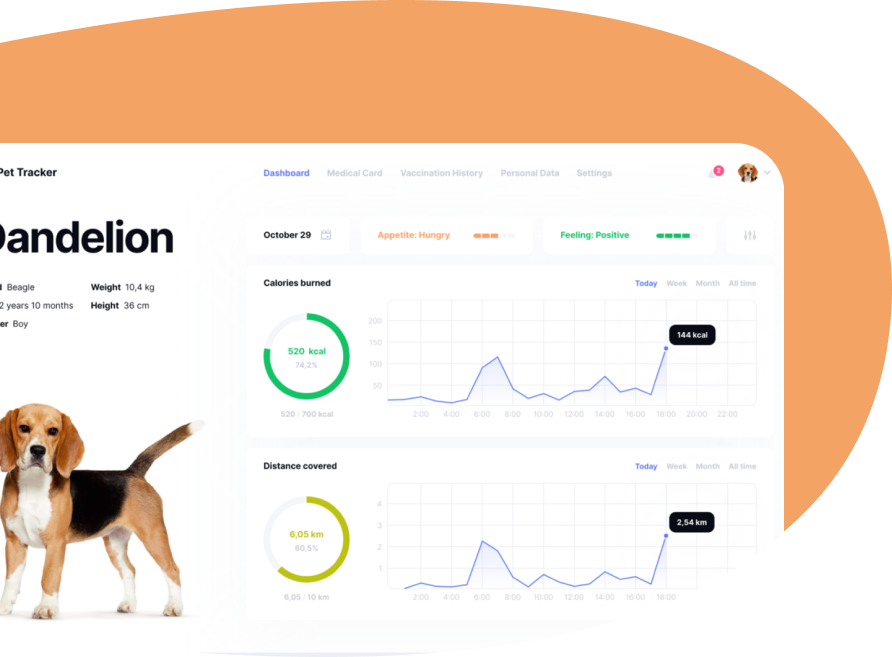 Pet Tracker
Dashboard Medical Card Vaccination History Personal Data Settings
2
andelion
Beagle
Weight 10,4 kg
2 years 10 months
Height 36 cm
er Boy
October 29
Appetite: Hungry
Feeling: Positive
Calories burned
Today Week Month All time
520 kcal
74,2%
520 / 700 kcal
200
150
100
50
144 kcal
2:00 4:00 6:00 8:00 10:00 12:00 14:00 16:00 18:00 20:00 22:00
Distance covered
Today Week Month All time
6,05 km
60,5%
6,05 / 10 km
4
3
2
1
2,54 km
2:00 4:00 6:00 8:00 10:00 12:00 14:00 16:00 18:00